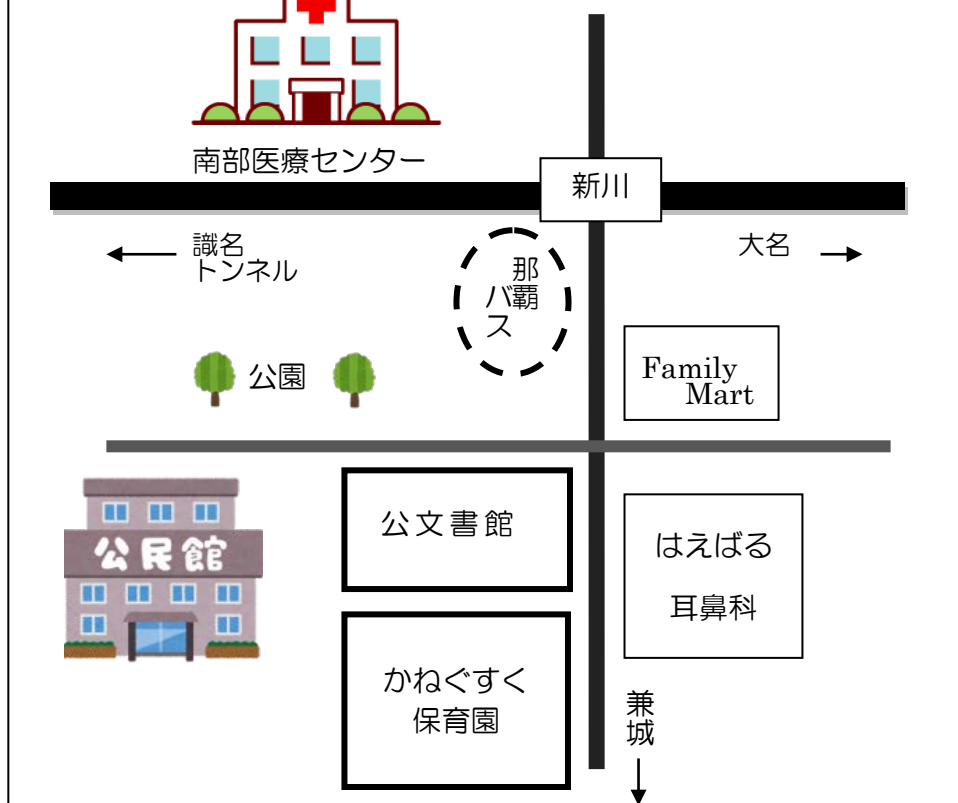 南部医療センター
新川
識名
トンネル
大名
那覇
バス
Family
Mart
公園
公民館
公文書館
はえばる
耳鼻科
かねぐすく
保育園
兼城